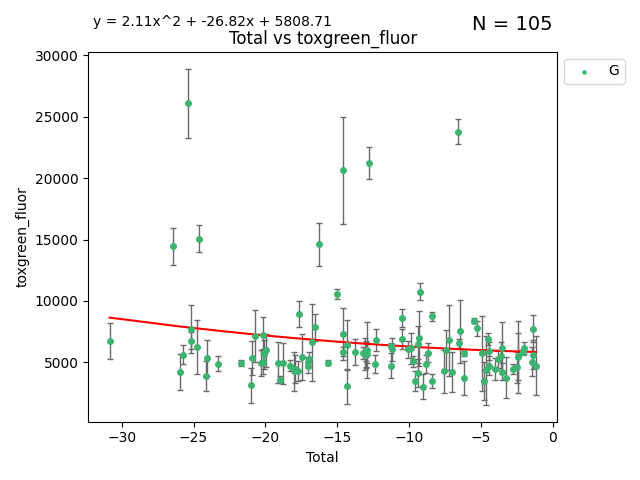 y = 2.11x^2 + -26.82x + 5808.71
N = 105
Total vs toxgreen_fluor
G
toxgreen_fluor
30000
25000
20000
15000
10000
5000
−30 −25 −20 −15 −10 −5 0
Total